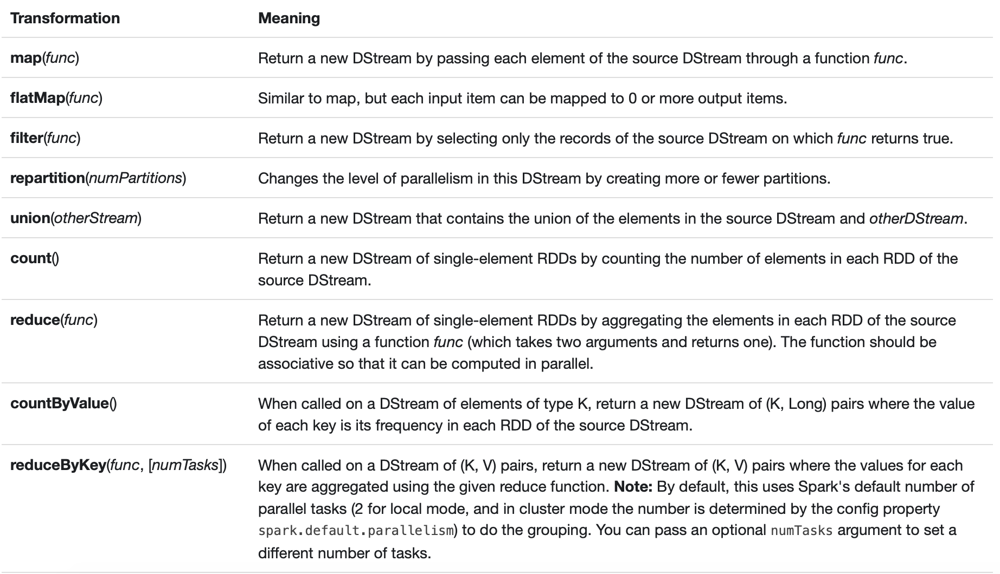 Transformation Meaning
map(func) Return a new DStream by passing each element of the source DStream through a function func.
flatMap(func) Similar to map, but each input item can be mapped to 0 or more output items.
filter(func) Return a new DStream by selecting only the records of the source DStream on which func returns true.
repartition(numPartitions) Changes the level of parallelism in this DStream by creating more or fewer partitions.
union(otherStream) Return a new DStream that contains the union of the elements in the source DStream and otherDStream.
count() Return a new DStream of single-element RDDs by counting the number of elements in each RDD of the
source DStream.
reduce(func) Return a new DStream of single-element RDDs by aggregating the elements in each RDD of the source
DStream using a function func (which takes two arguments and returns one). The function should be
associative so that it can be computed in parallel.
countByValue() When called on a DStream of elements of type K, return a new DStream of (K, Long) pairs where the value
of each key is its frequency in each RDD of the source DStream.
reduceByKey(func, [numTasks]) When called on a DStream of (K, V) pairs, return a new DStream of (K, V) pairs where the values for each
key are aggregated using the given reduce function. Note: By default, this uses Spark's default number of
parallel tasks (2 for local mode, and in cluster mode the number is determined by the config property
spark.default.parallelism) to do the grouping. You can pass an optional numTasks argument to set a
different number of tasks.